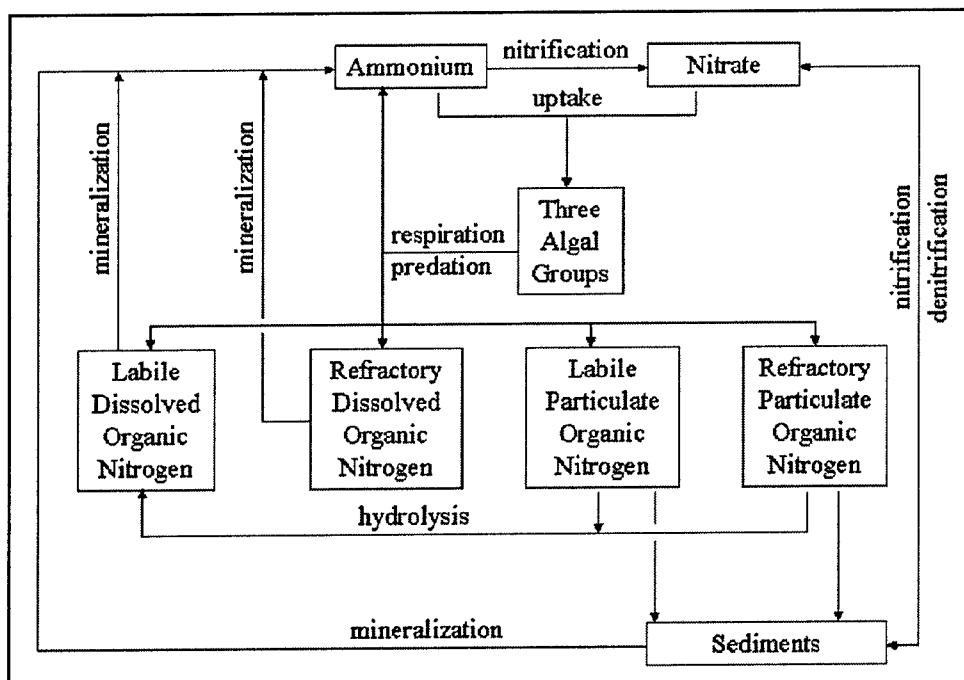 Ammonium
nitrification
Nitrate
uptake
mineralization
mineralization
Three
Algal
Groups
respiration
predation
nitrification
denitrification
Labile
Dissolved
Organic
Nitrogen
Refractory
Dissolved
Organic
Nitrogen
Labile
Particulate
Organic
Nitrogen
Refractory
Particulate
Organic
Nitrogen
hydrolysis
mineralization
Sediments